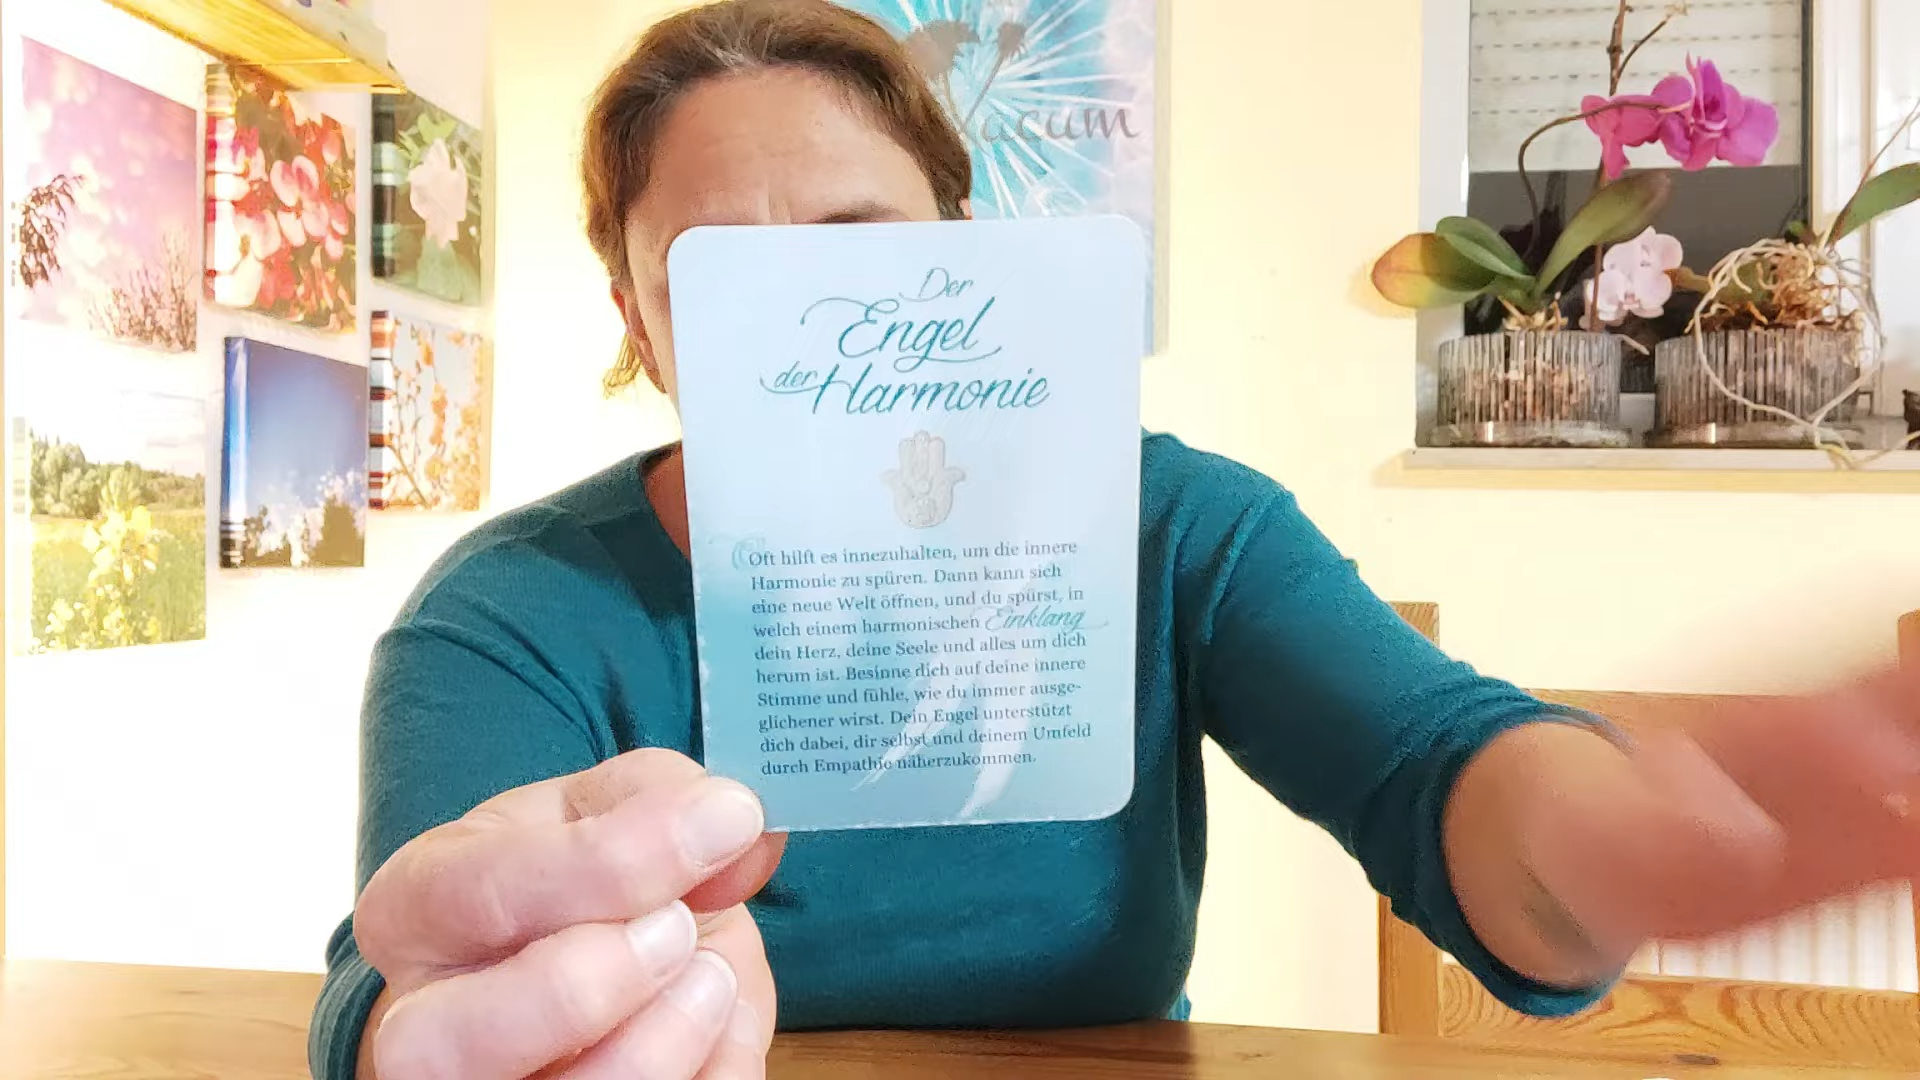 Der
Engel
der Harmonie
Oft hilft es innezuhalten, um die innere
Harmonie zu spüren. Dann kann sich
eine neue Welt öffnen, und du spürst, in
welch einem harmonischen Einklang
dein Herz, deine Seele und alles um dich
herum ist. Besinne dich auf deine innere
Stimme und fühle, wie du immer ausge-
glichener wirst. Dein Engel unterstützt
dich dabei, dir selbst und deinem Umfeld
durch Empathie näherzukommen.